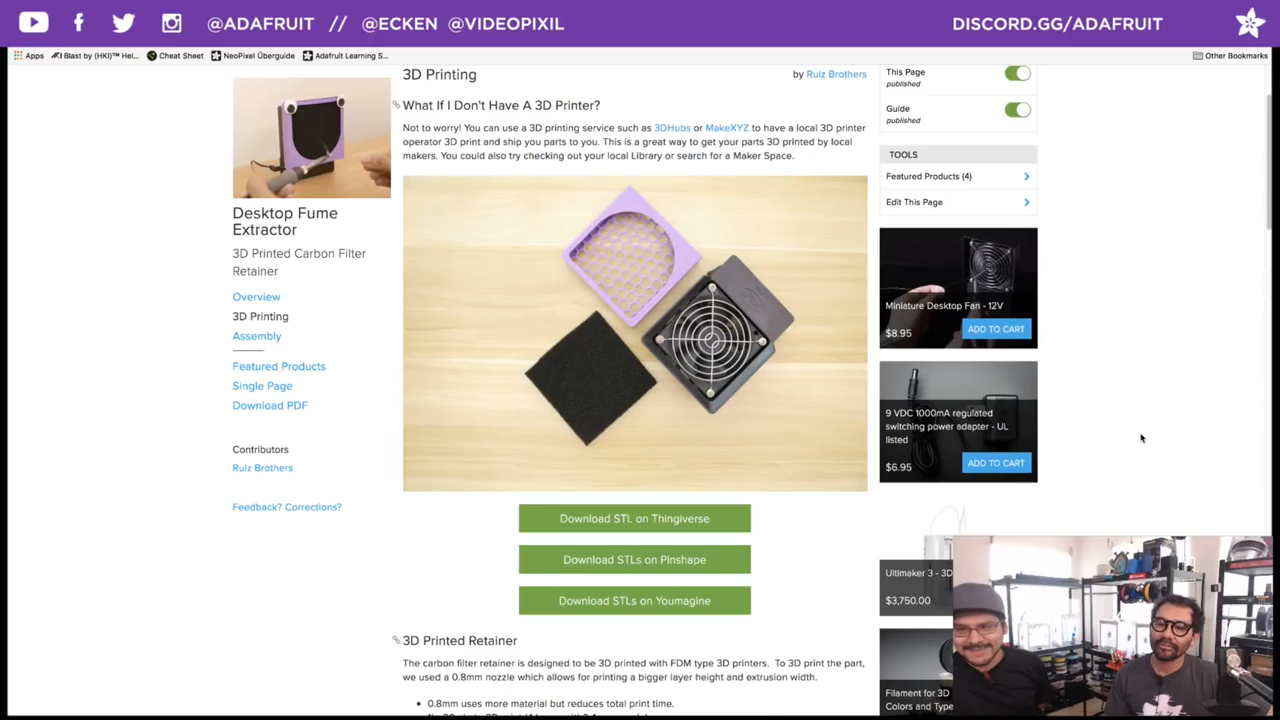 @ADAFRUIT // @ECKEN @VIDEOPIXIL
DISCORD.GG/ADAFRUIT
Apps
Blast by (HKI)™ Hel...
Cheat Sheet
NeoPixel Überguide
Adafruit Learning S...
Other Bookmarks
Desktop Fume
Extractor
3D Printed Carbon Filter
Retainer
Overview
3D Printing
Assembly
Featured Products
Single Page
Download PDF
Contributors
Ruiz Brothers
Feedback? Corrections?
3D Printing
by Ruiz Brothers
What If I Don't Have A 3D Printer?
Not to worry! You can use a 3D printing service such as 3DHubs or MakeXYZ to have a local 3D printer
operator 3D print and ship you parts to you. This is a great way to get your parts 3D printed by local
makers. You could also try checking out your local Library or search for a Maker Space.
Download STL on Thingiverse
Download STLs on Pinshape
Download STLs on Youmagine
3D Printed Retainer
The carbon filter retainer is designed to be 3D printed with FDM type 3D printers. To 3D print the part,
we used a 0.8mm nozzle which allows for printing a bigger layer height and extrusion width.
• 0.8mm uses more material but reduces total print time.
This Page
published
Guide
published
TOOLS
Featured Products (4)
Edit This Page
Miniature Desktop Fan - 12V
$8.95
ADD TO CART
9 VDC 1000mA regulated
switching power adapter - UL
listed
$6.95
ADD TO CART
Ultimaker 3 - 3D
$3,750.00
Filament for 3D
Colors and Type